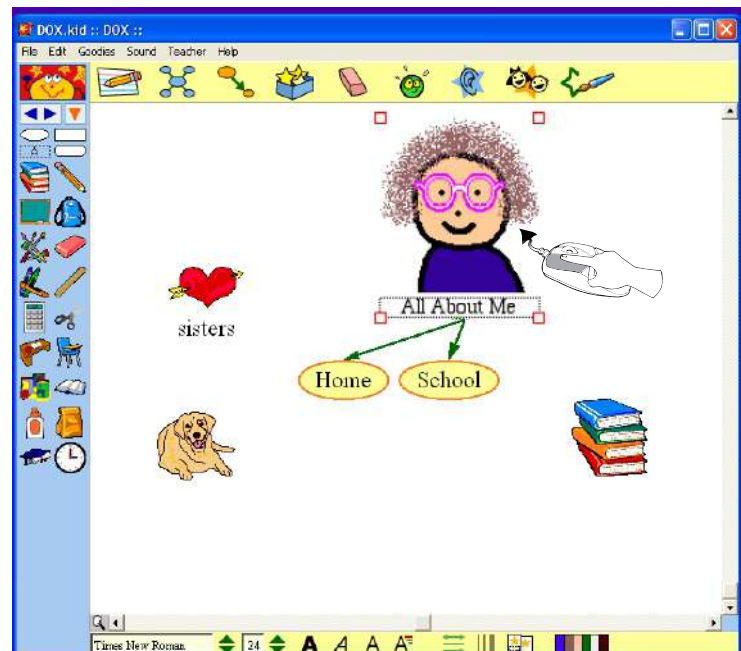 DOX.kid :: DOX ::
File Edit Goodies Sound Teacher Help
A
All About Me
sisters
Home School
Times New Roman 24 A A A A